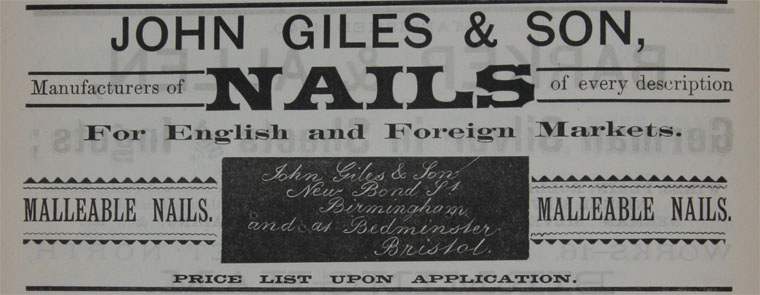 JOHN GILES & SON,
Manufacturers of NAILS of every description
For English and Foreign Markets.
MALLEABLE NAILS.
John Giles & Son
New Bond St
Birmingham
and at Bedminster
Bristol.
MALLEABLE NAILS.
PRICE LIST UPON APPLICATION.